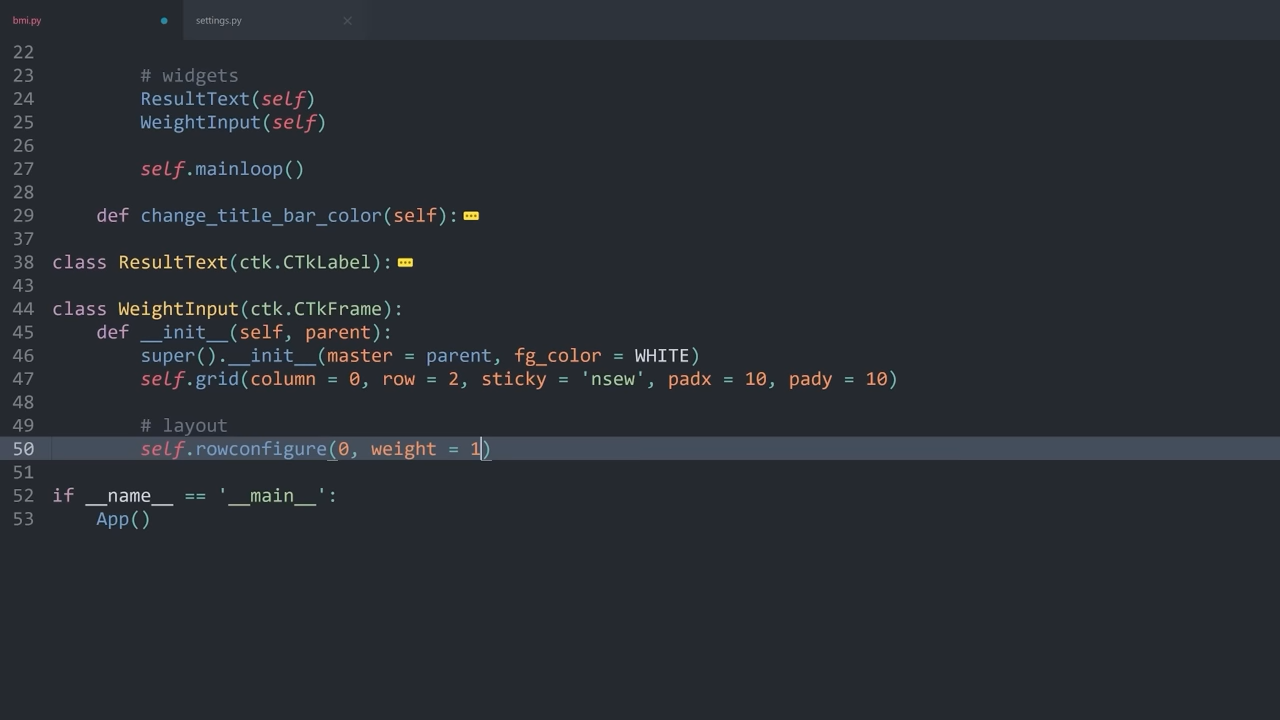 bmi.py settings.py
22
23 # widgets
24 ResultText(self)
25 WeightInput(self)
26
27 self.mainloop()
28
29 def change_title_bar_color(self):
37
38 class ResultText(ctk.CTkLabel):
43
44 class WeightInput(ctk.CTkFrame):
45 def __init__(self, parent):
46 super().__init__(master = parent, fg_color = WHITE)
47 self.grid(column = 0, row = 2, sticky = 'nsew', padx = 10, pady = 10)
48
49 # layout
50 self.rowconfigure(0, weight = 1)
51
52 if __name__ == '__main__':
53 App()